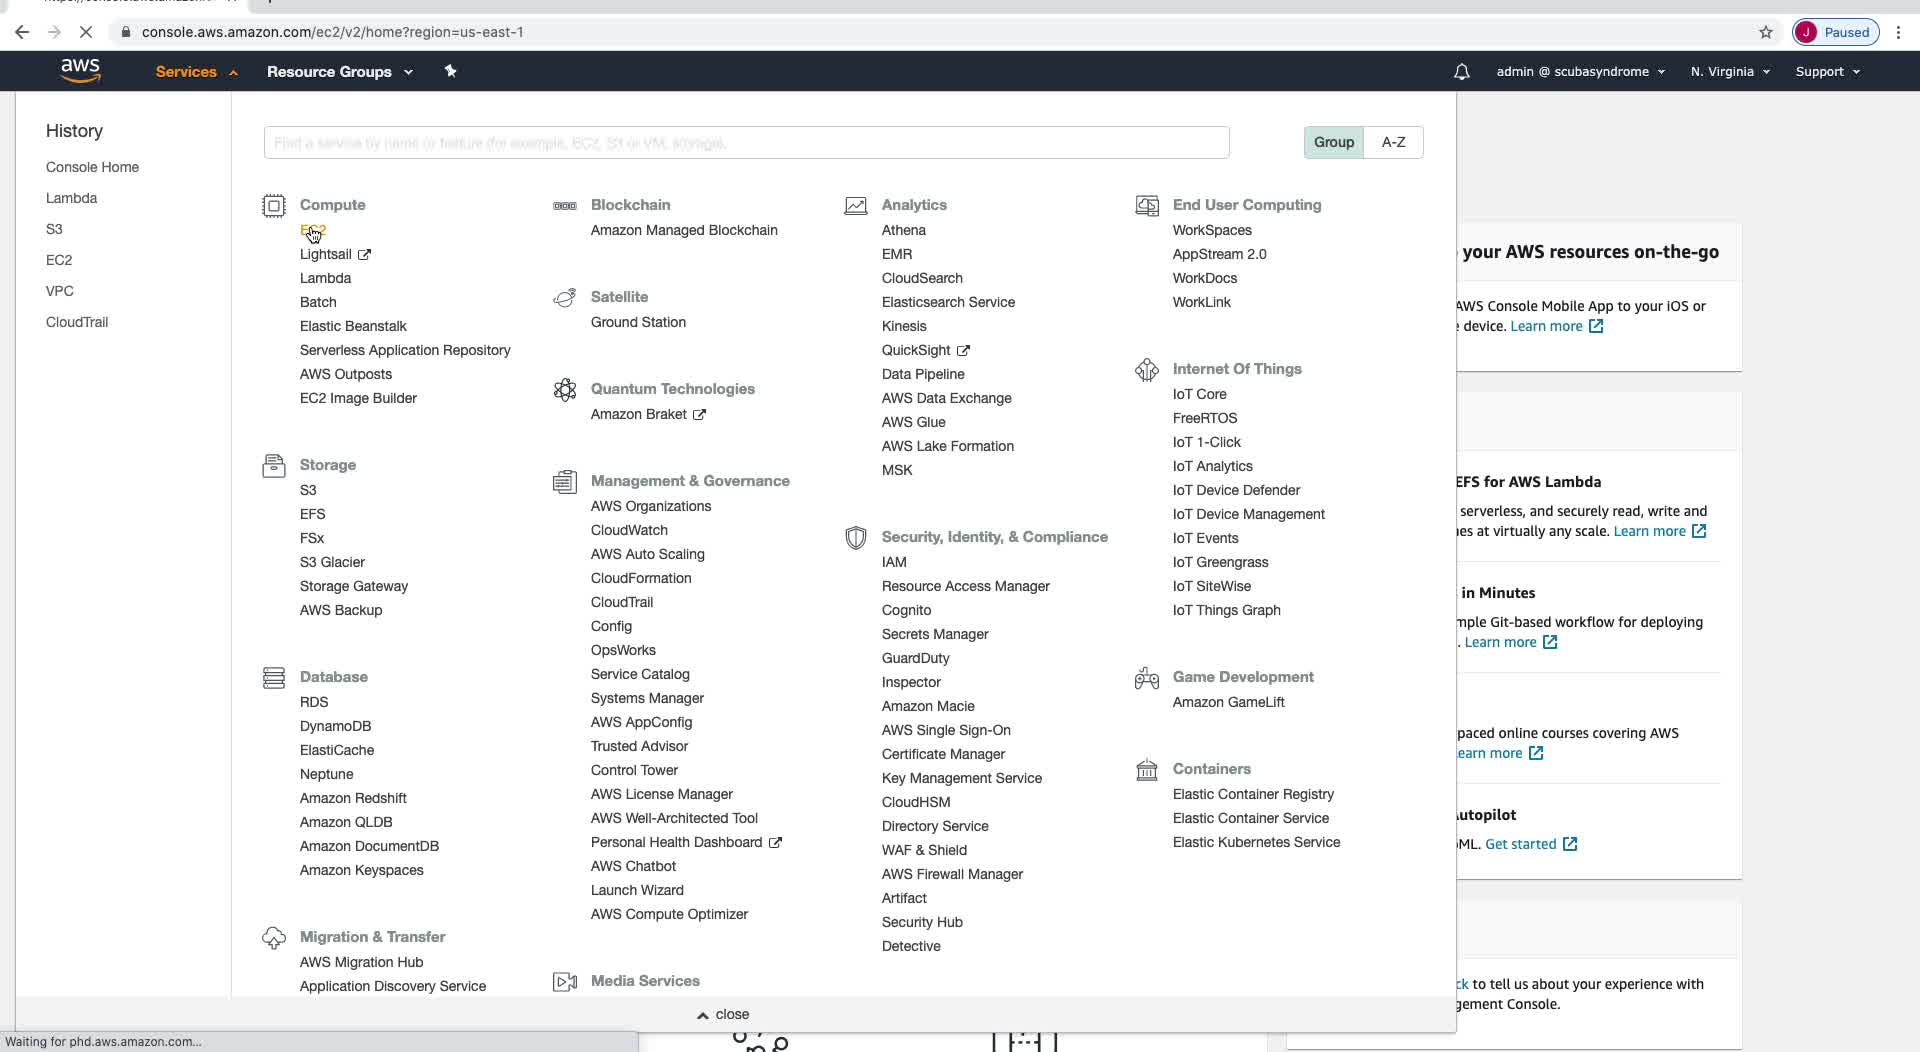 console.aws.amazon.com/ec2/v2/home?region=us-east-1
J Paused
aws
Services
Resource Groups
admin @ scubasyndrome
N. Virginia
Support
History
Console Home
Lambda
S3
EC2
VPC
CloudTrail
Find a service by name or feature (for example, EC2, S3 or VM, storage).
Group
A-Z
Compute
EC2
Lightsail
Lambda
Batch
Elastic Beanstalk
Serverless Application Repository
AWS Outposts
EC2 Image Builder
Storage
S3
EFS
FSx
S3 Glacier
Storage Gateway
AWS Backup
Database
RDS
DynamoDB
ElastiCache
Neptune
Amazon Redshift
Amazon QLDB
Amazon DocumentDB
Amazon Keyspaces
Migration & Transfer
AWS Migration Hub
Application Discovery Service
Blockchain
Amazon Managed Blockchain
Satellite
Ground Station
Quantum Technologies
Amazon Braket
Management & Governance
AWS Organizations
CloudWatch
AWS Auto Scaling
CloudFormation
CloudTrail
Config
OpsWorks
Service Catalog
Systems Manager
AWS AppConfig
Trusted Advisor
Control Tower
AWS License Manager
AWS Well-Architected Tool
Personal Health Dashboard
AWS Chatbot
Launch Wizard
AWS Compute Optimizer
Media Services
Analytics
Athena
EMR
CloudSearch
Elasticsearch Service
Kinesis
QuickSight
Data Pipeline
AWS Data Exchange
AWS Glue
AWS Lake Formation
MSK
Security, Identity, & Compliance
IAM
Resource Access Manager
Cognito
Secrets Manager
GuardDuty
Inspector
Amazon Macie
AWS Single Sign-On
Certificate Manager
Key Management Service
CloudHSM
Directory Service
WAF & Shield
AWS Firewall Manager
Artifact
Security Hub
Detective
End User Computing
WorkSpaces
AppStream 2.0
WorkDocs
WorkLink
Internet Of Things
IoT Core
FreeRTOS
IoT 1-Click
IoT Analytics
IoT Device Defender
IoT Device Management
IoT Events
IoT Greengrass
IoT SiteWise
IoT Things Graph
Game Development
Amazon GameLift
Containers
Elastic Container Registry
Elastic Container Service
Elastic Kubernetes Service
your AWS resources on-the-go
AWS Console Mobile App to your iOS or
device. Learn more
EFS for AWS Lambda
serverless, and securely read, write and
at virtually any scale. Learn more
in Minutes
Git-based workflow for deploying
. Learn more
paced online courses covering AWS
Learn more
ML. Get started
to tell us about your experience with
Console.
close
Waiting for phd.aws.amazon.com...